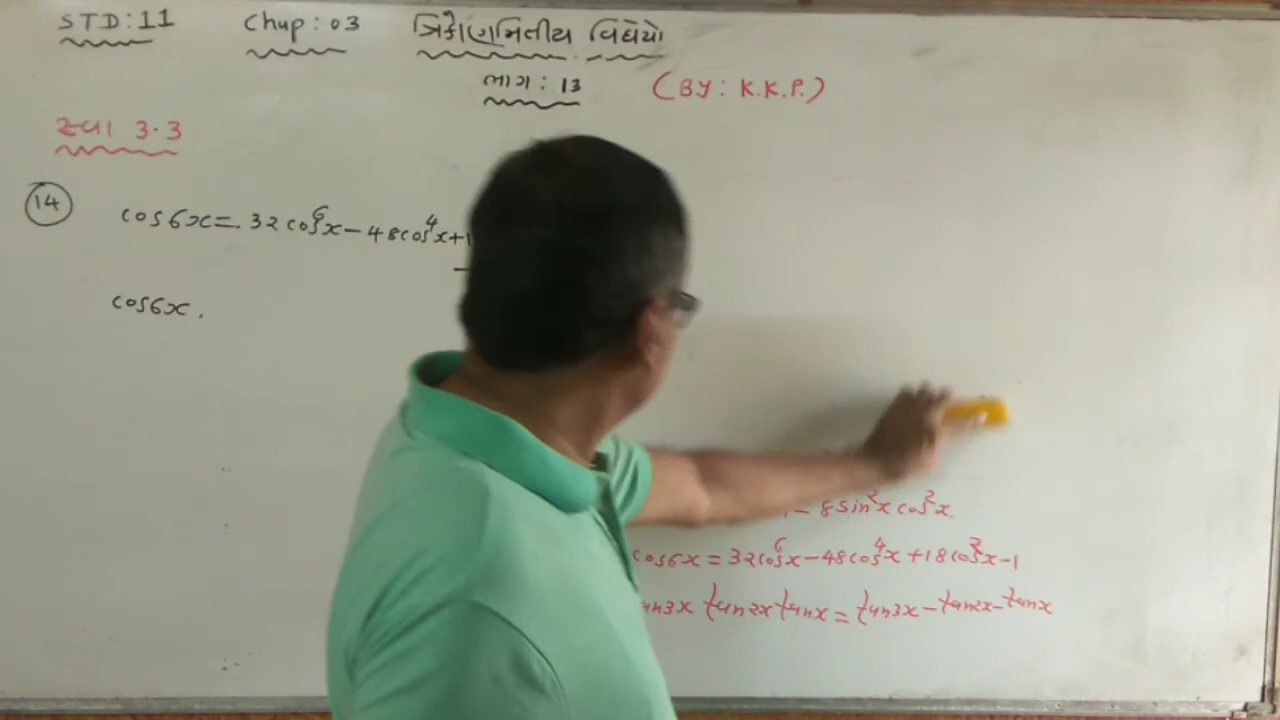 STD:11 Chap:03 ત્રિકોણમિતીય વિધેયો
ભાગ:13 (BY: K.K.P.)
સ્વા 3.3
14 cos6x = 32cos⁶x - 48cos⁴x +
cos6x.
- 8sin²x cos²x.
cos6x = 32cos⁶x - 48cos⁴x + 18cos²x - 1
an3x tan2x tanx = tan3x - tan2x - tanx